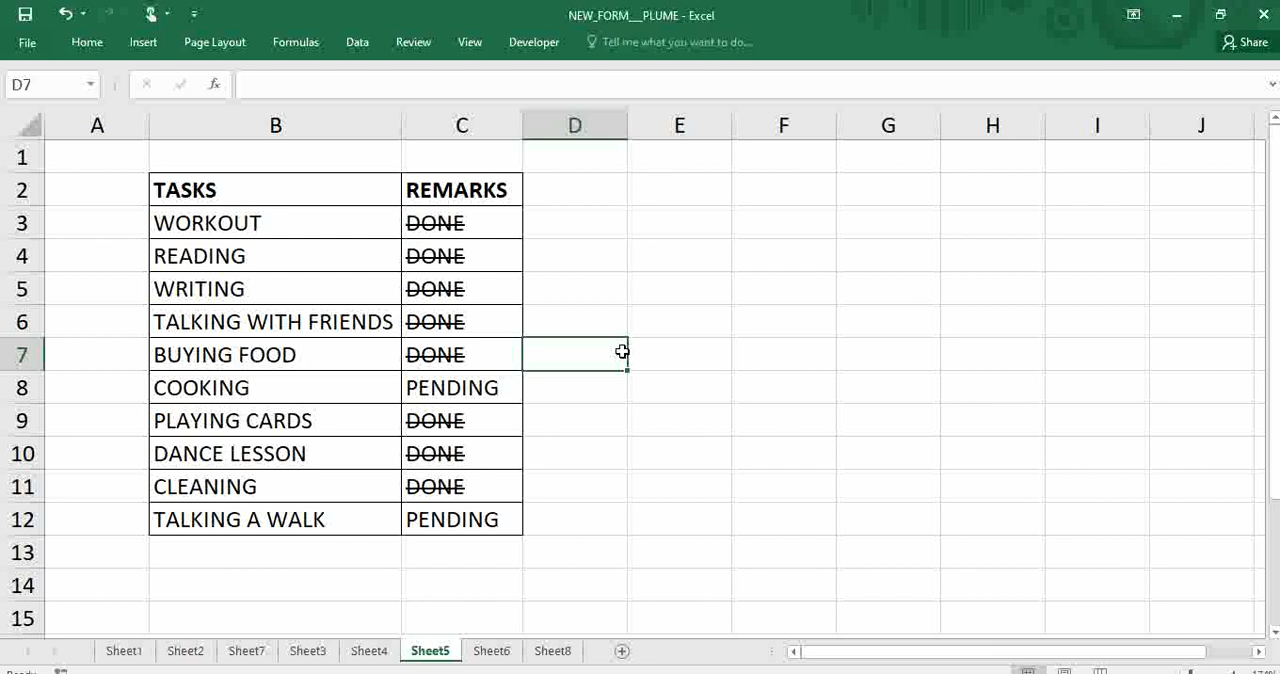 NEW_FORM__PLUME - Excel
File Home Insert Page Layout Formulas Data Review View Developer Tell me what you want to do... Share
D7 fx
A B C D E F G H I J
1
2 TASKS REMARKS
3 WORKOUT DONE
4 READING DONE
5 WRITING DONE
6 TALKING WITH FRIENDS DONE
7 BUYING FOOD DONE
8 COOKING PENDING
9 PLAYING CARDS DONE
10 DANCE LESSON DONE
11 CLEANING DONE
12 TALKING A WALK PENDING
13
14
15
Sheet1 Sheet2 Sheet7 Sheet3 Sheet4 Sheet5 Sheet6 Sheet8